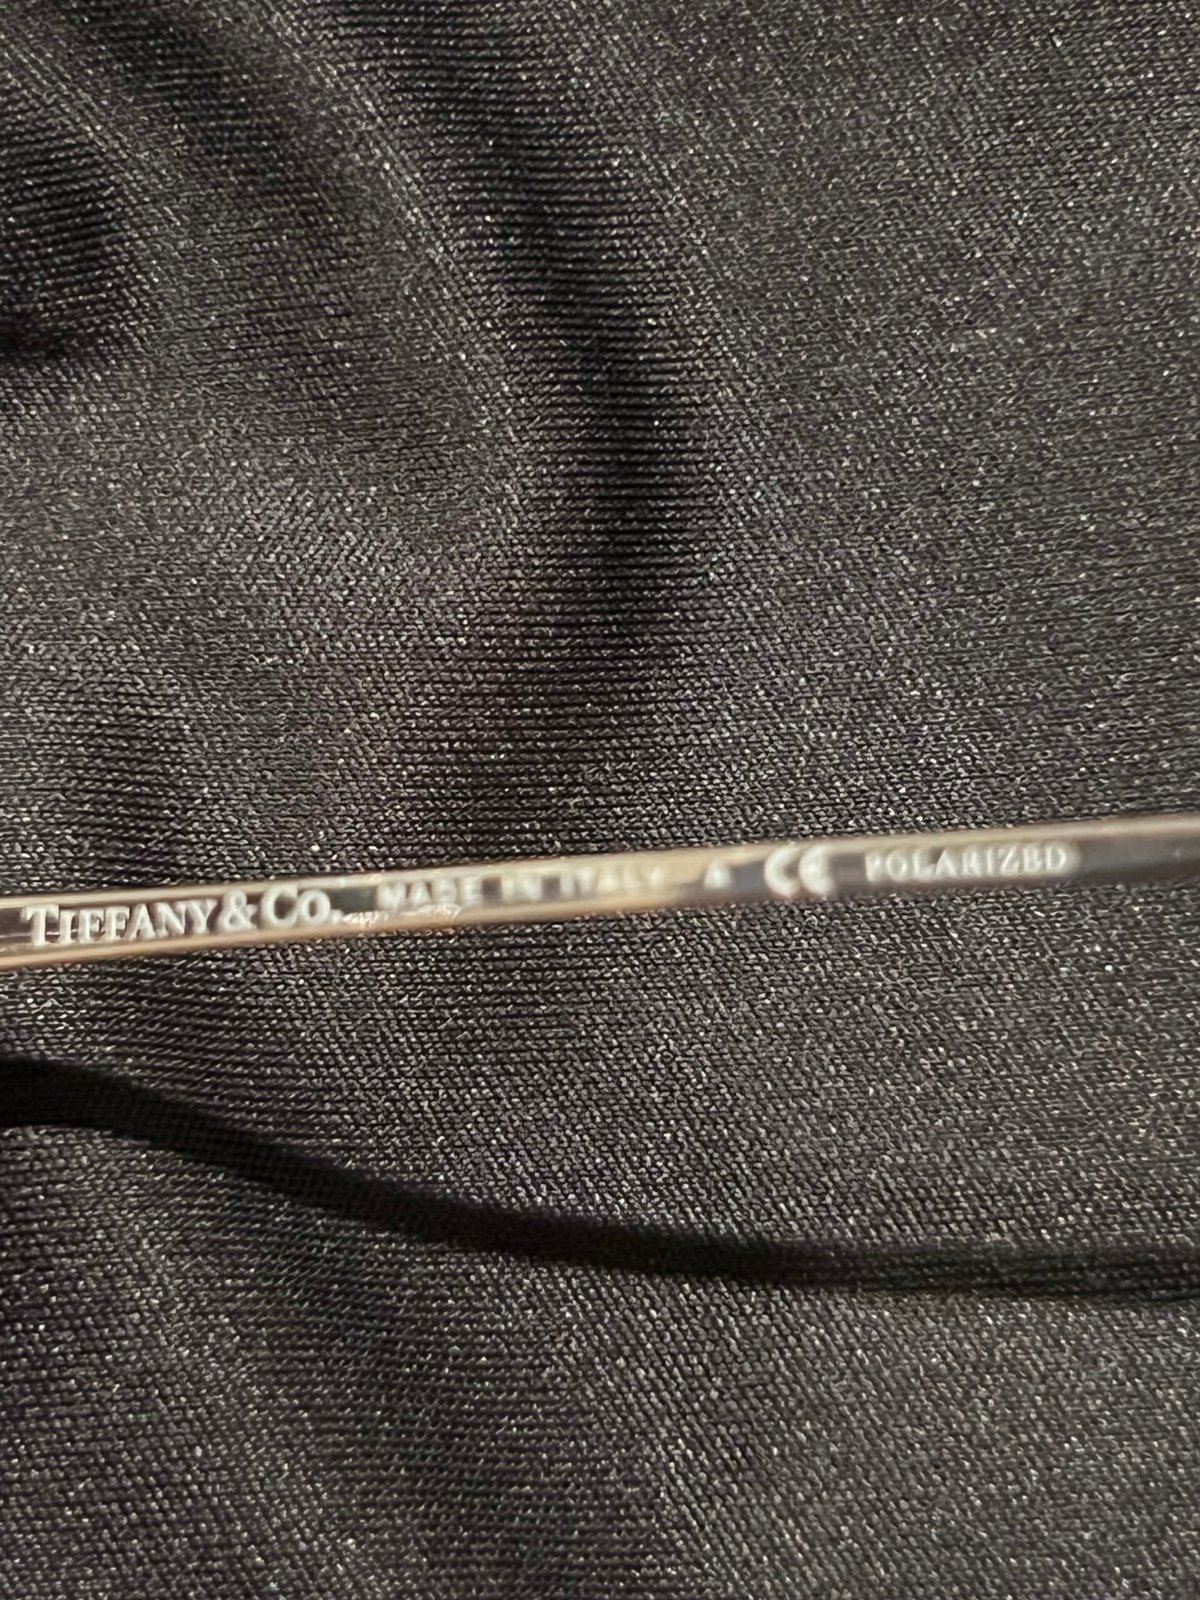 TIFFANY & CO. MADE IN ITALY CE POLARIZED